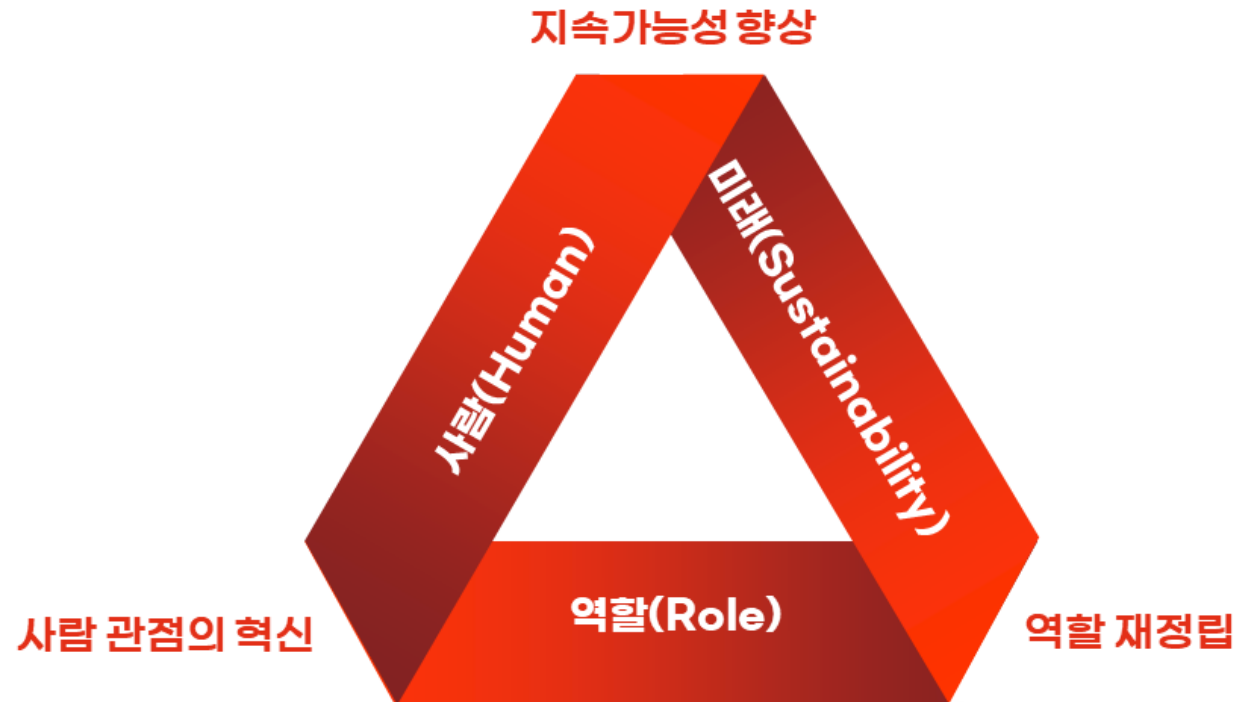 지속가능성 향상
사람(Human)
미래(Sustainability)
역할(Role)
사람 관점의 혁신
역할 재정립